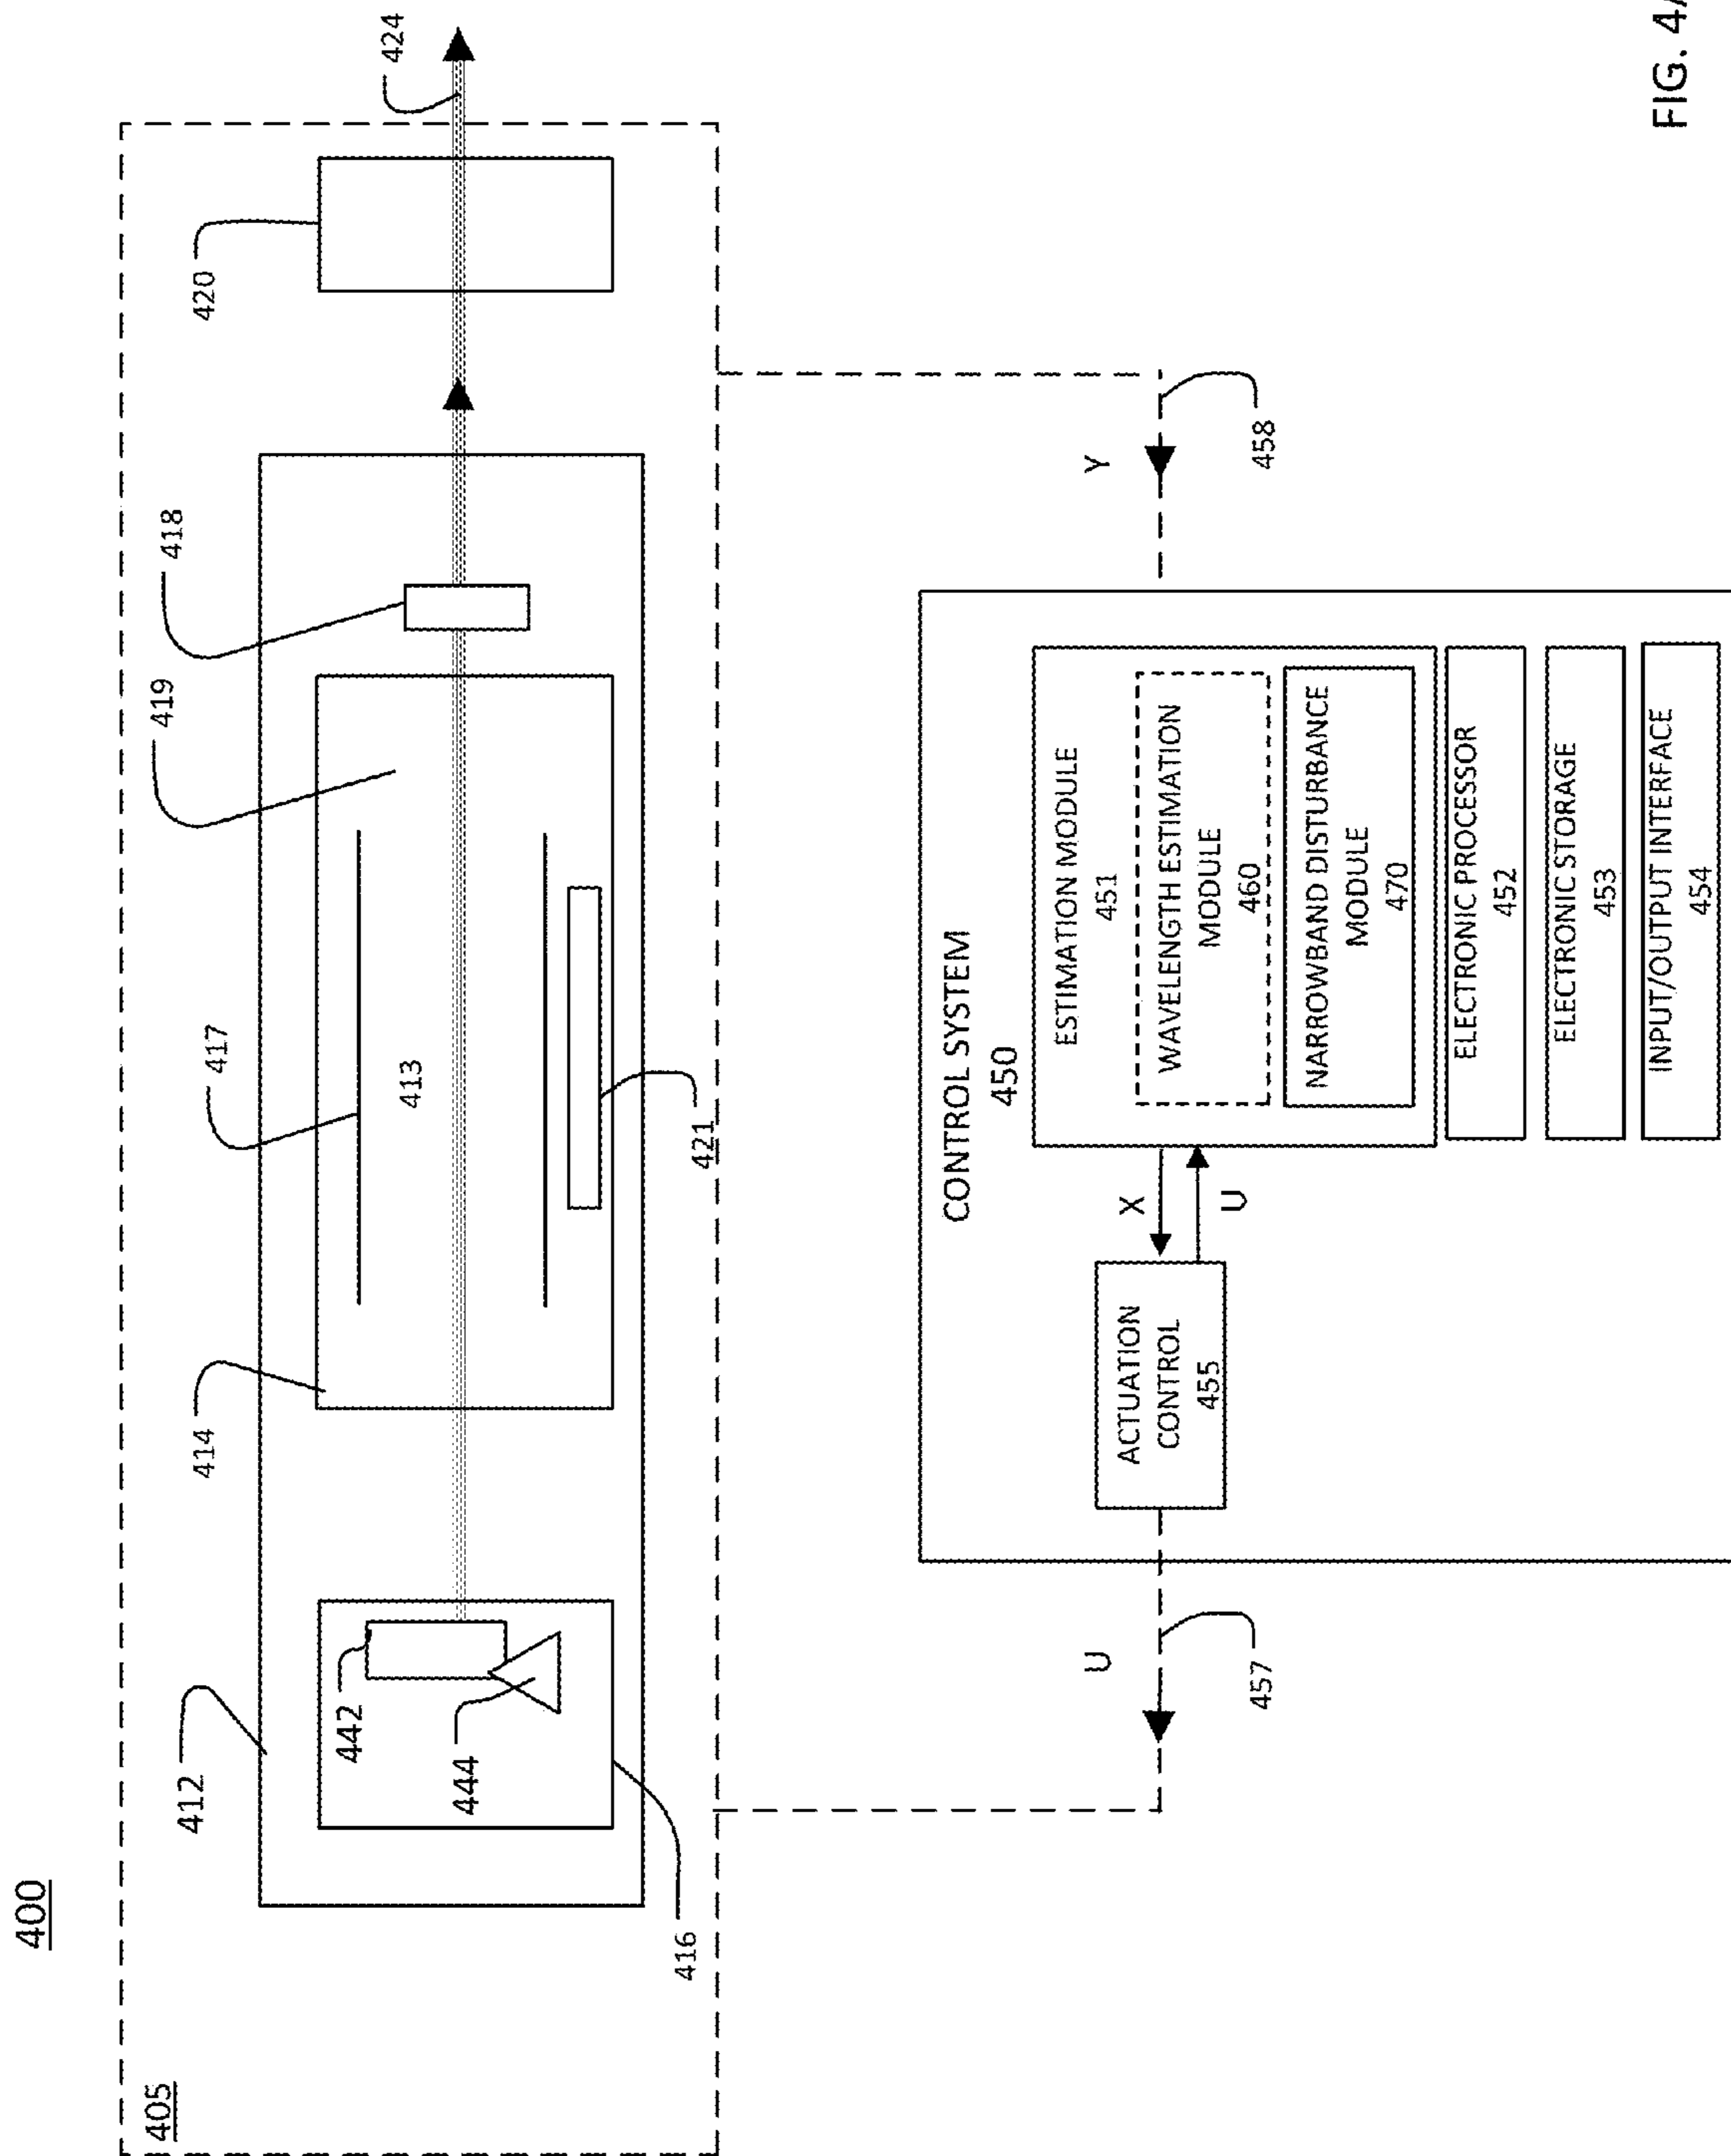 400
405
412
414
417
419
418
420
424
442
444
413
416
421
U
457
Y
458
CONTROL SYSTEM
450
ACTUATION
CONTROL
455
X
U
ESTIMATION MODULE
451
WAVELENGTH ESTIMATION
MODULE
460
NARROWBAND DISTURBANCE
MODULE
470
ELECTRONIC PROCESSOR
452
ELECTRONIC STORAGE
453
INPUT/OUTPUT INTERFACE
454
FIG. 4A